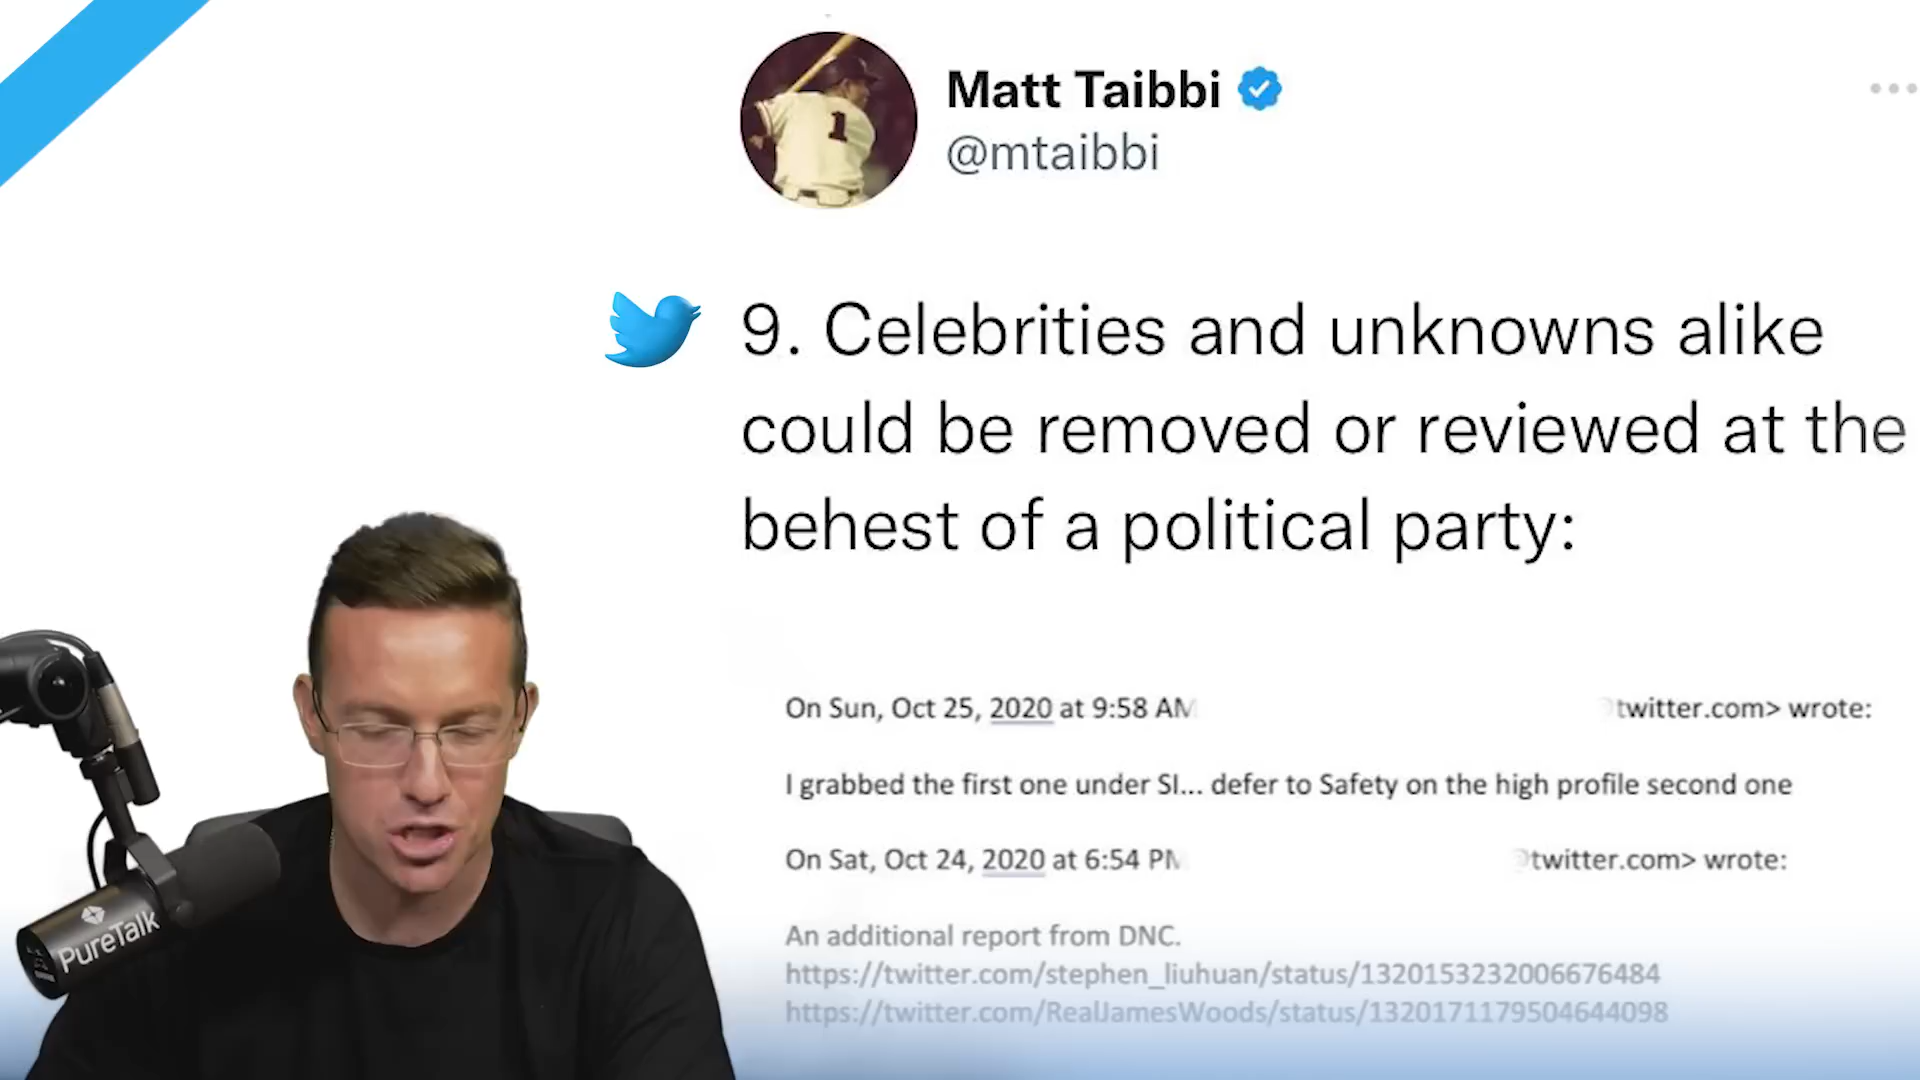 Matt Taibbi
@mtaibbi
1
9. Celebrities and unknowns alike
could be removed or reviewed at the
behest of a political party:
On Sun, Oct 25, 2020 at 9:58 AM twitter.com> wrote:
I grabbed the first one under SI... defer to Safety on the high profile second one
On Sat, Oct 24, 2020 at 6:54 PM twitter.com> wrote:
An additional report from DNC.
https://twitter.com/stephen_liuhuan/status/1320153232006676484
https://twitter.com/RealJamesWoods/status/1320171179504644098
PureTalk